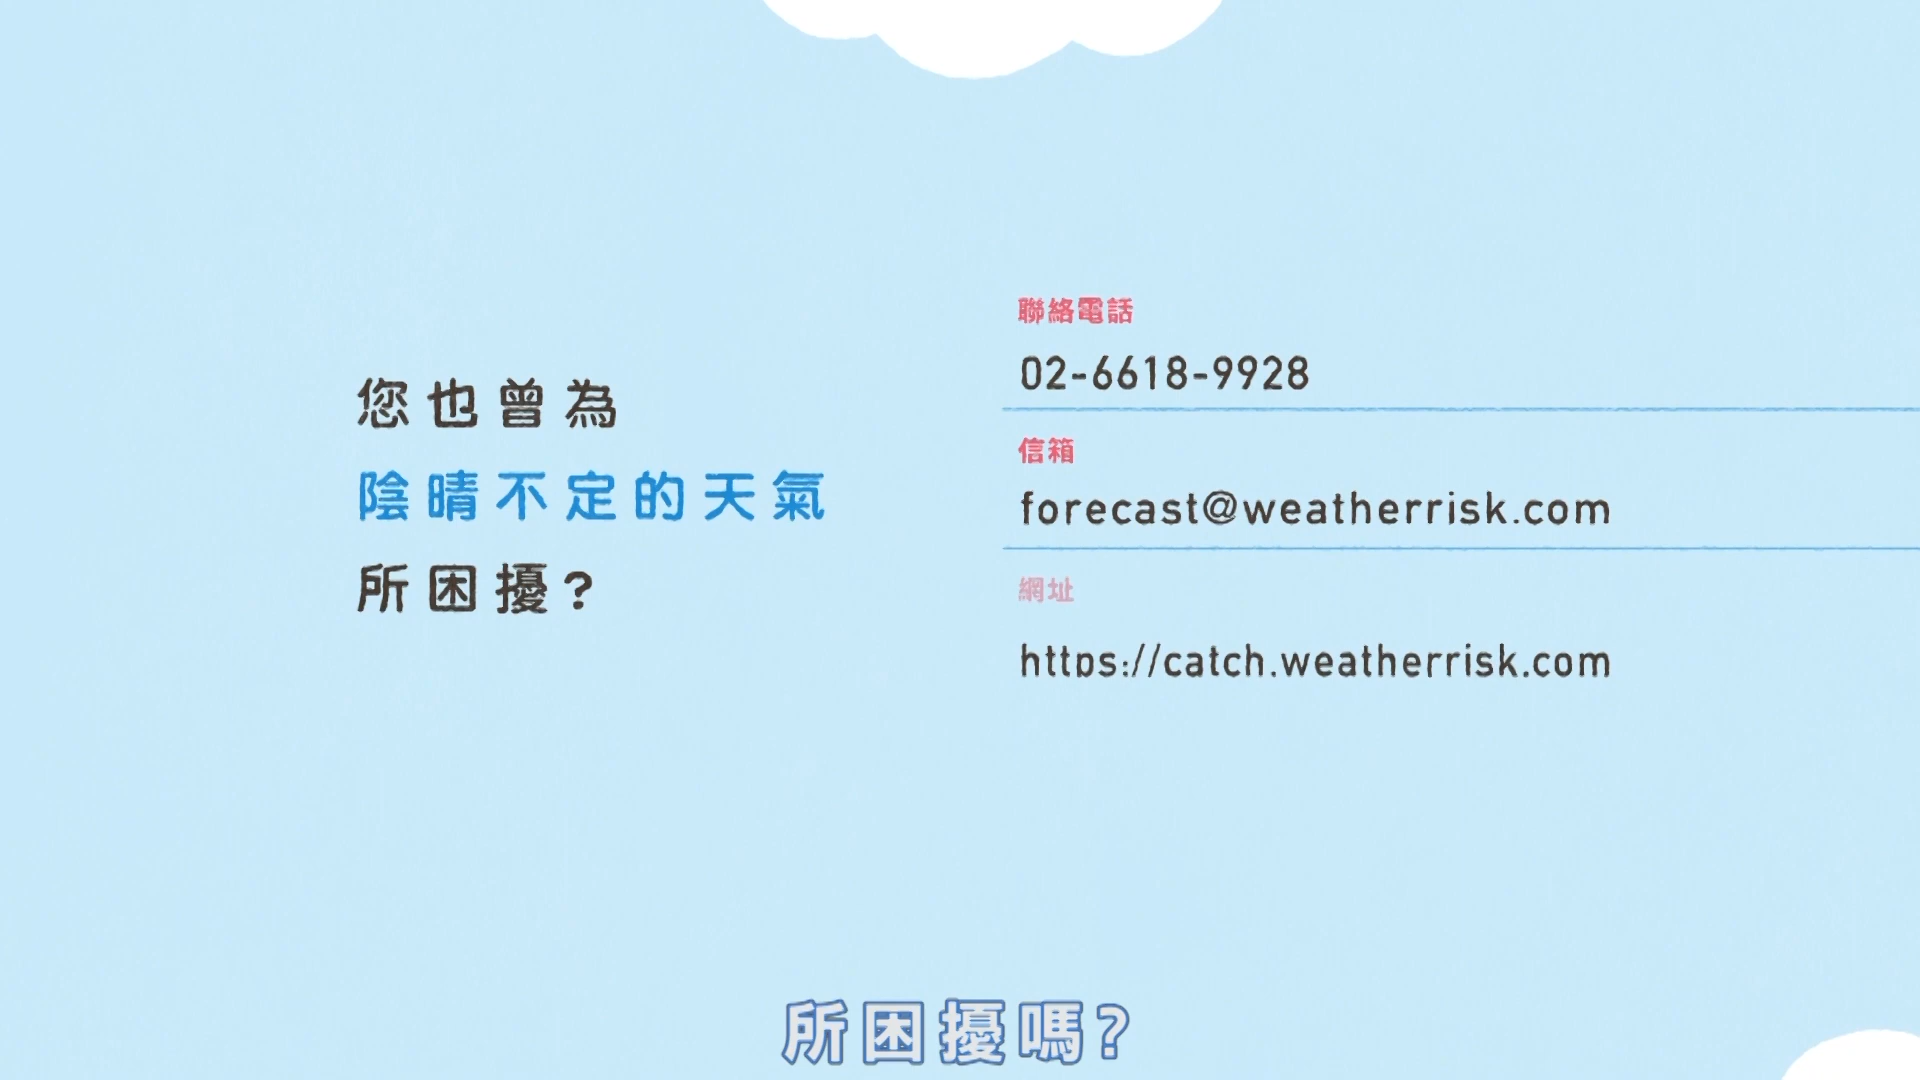 您也曾為
陰晴不定的天氣
所困擾?
聯絡電話
02-6618-9928
信箱
forecast@weatherrisk.com
網址
https://catch.weatherrisk.com
所困擾嗎?